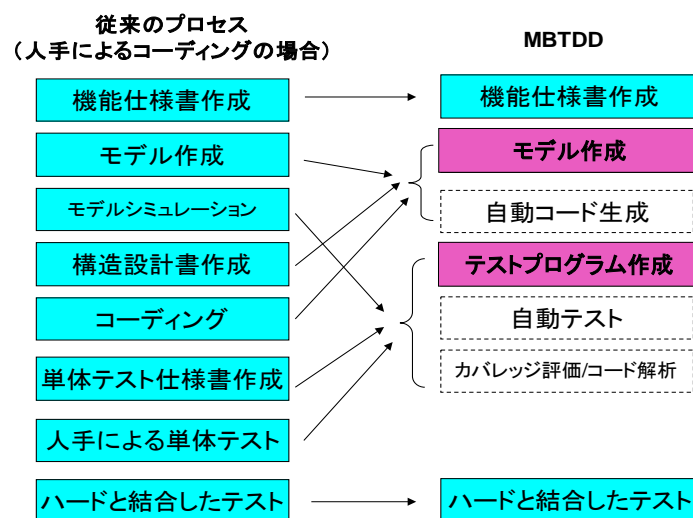 従来のプロセス
（人手によるコーディングの場合）
機能仕様書作成
モデル作成
モデルシミュレーション
構造設計書作成
コーディング
単体テスト仕様書作成
人手による単体テスト
ハードと結合したテスト
MBTDD
機能仕様書作成
モデル作成
自動コード生成
テストプログラム作成
自動テスト
カバレッジ評価/コード解析
ハードと結合したテスト